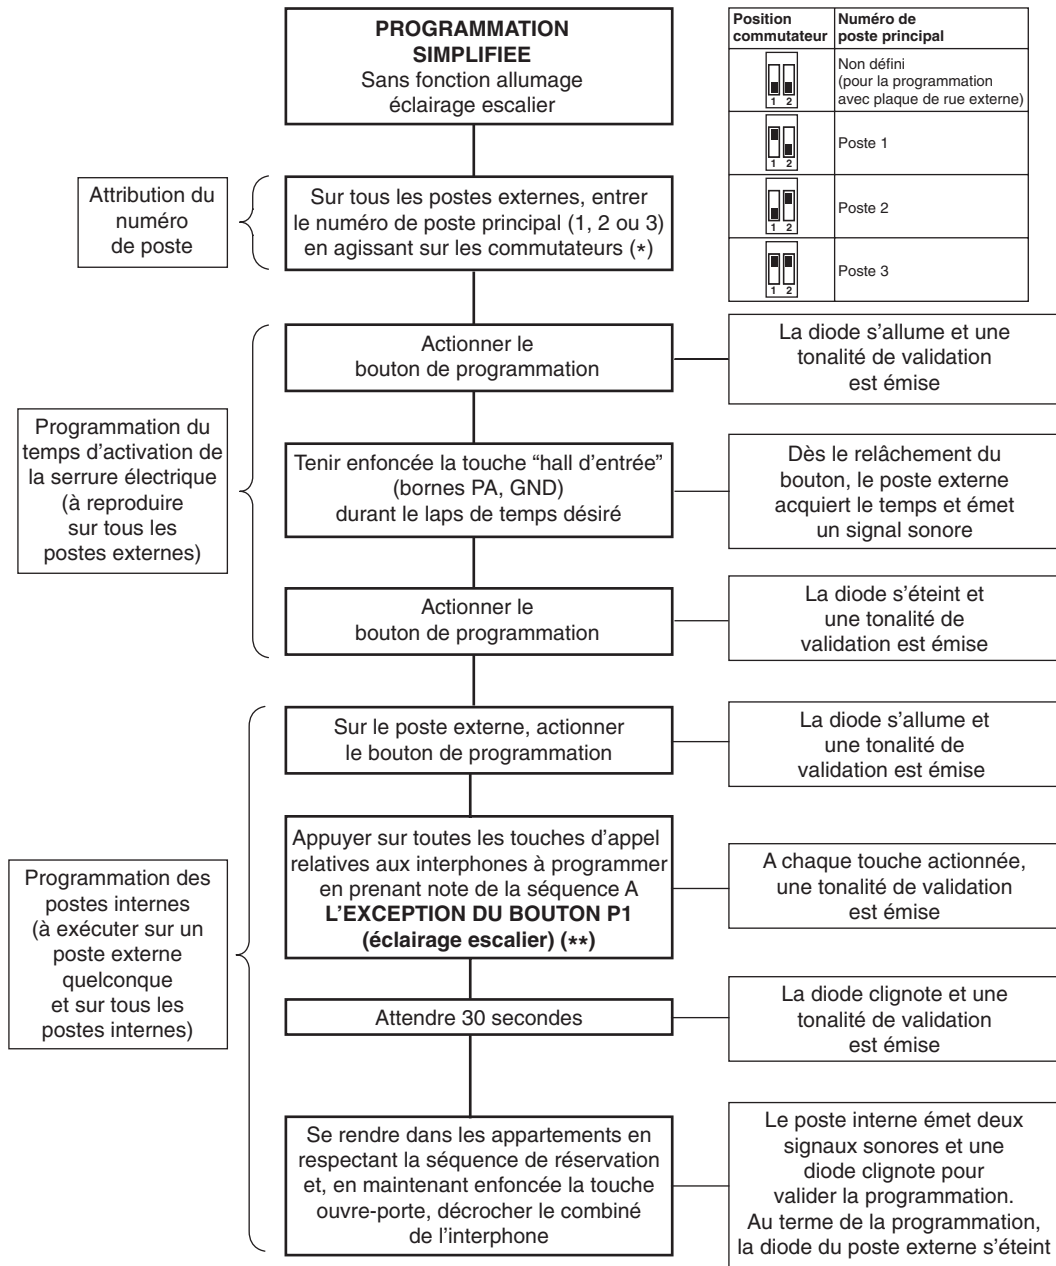 PROGRAMMATION
SIMPLIFIEE
Sans fonction allumage
éclairage escalier
Position
commutateur
Numéro de
poste principal
1 2
Non défini
(pour la programmation
avec plaque de rue externe)
1 2
Poste 1
1 2
Poste 2
1 2
Poste 3
Attribution du
numéro
de poste
Sur tous les postes externes, entrer
le numéro de poste principal (1, 2 ou 3)
en agissant sur les commutateurs (*)
Programmation du
temps d'activation de
la serrure électrique
(à reproduire
sur tous les
postes externes)
Actionner le
bouton de programmation
La diode s'allume et une
tonalité de validation
est émise
Tenir enfoncée la touche “hall d'entrée”
(bornes PA, GND)
durant le laps de temps désiré
Dès le relâchement du
bouton, le poste externe
acquiert le temps et émet
un signal sonore
Actionner le
bouton de programmation
La diode s'éteint et
une tonalité de
validation est émise
Programmation des
postes internes
(à exécuter sur un
poste externe
quelconque
et sur tous les
postes internes)
Sur le poste externe, actionner
le bouton de programmation
La diode s'allume et
une tonalité de
validation est émise
Appuyer sur toutes les touches d'appel
relatives aux interphones à programmer
en prenant note de la séquence A
L'EXCEPTION DU BOUTON P1
(éclairage escalier) (**)
A chaque touche actionnée,
une tonalité de validation
est émise
Attendre 30 secondes
La diode clignote et une
tonalité de validation
est émise
Se rendre dans les appartements en
respectant la séquence de réservation
et, en maintenant enfoncée la touche
ouvre-porte, décrocher le combiné
de l'interphone
Le poste interne émet deux
signaux sonores et une
diode clignote pour
valider la programmation.
Au terme de la programmation,
la diode du poste externe s'éteint